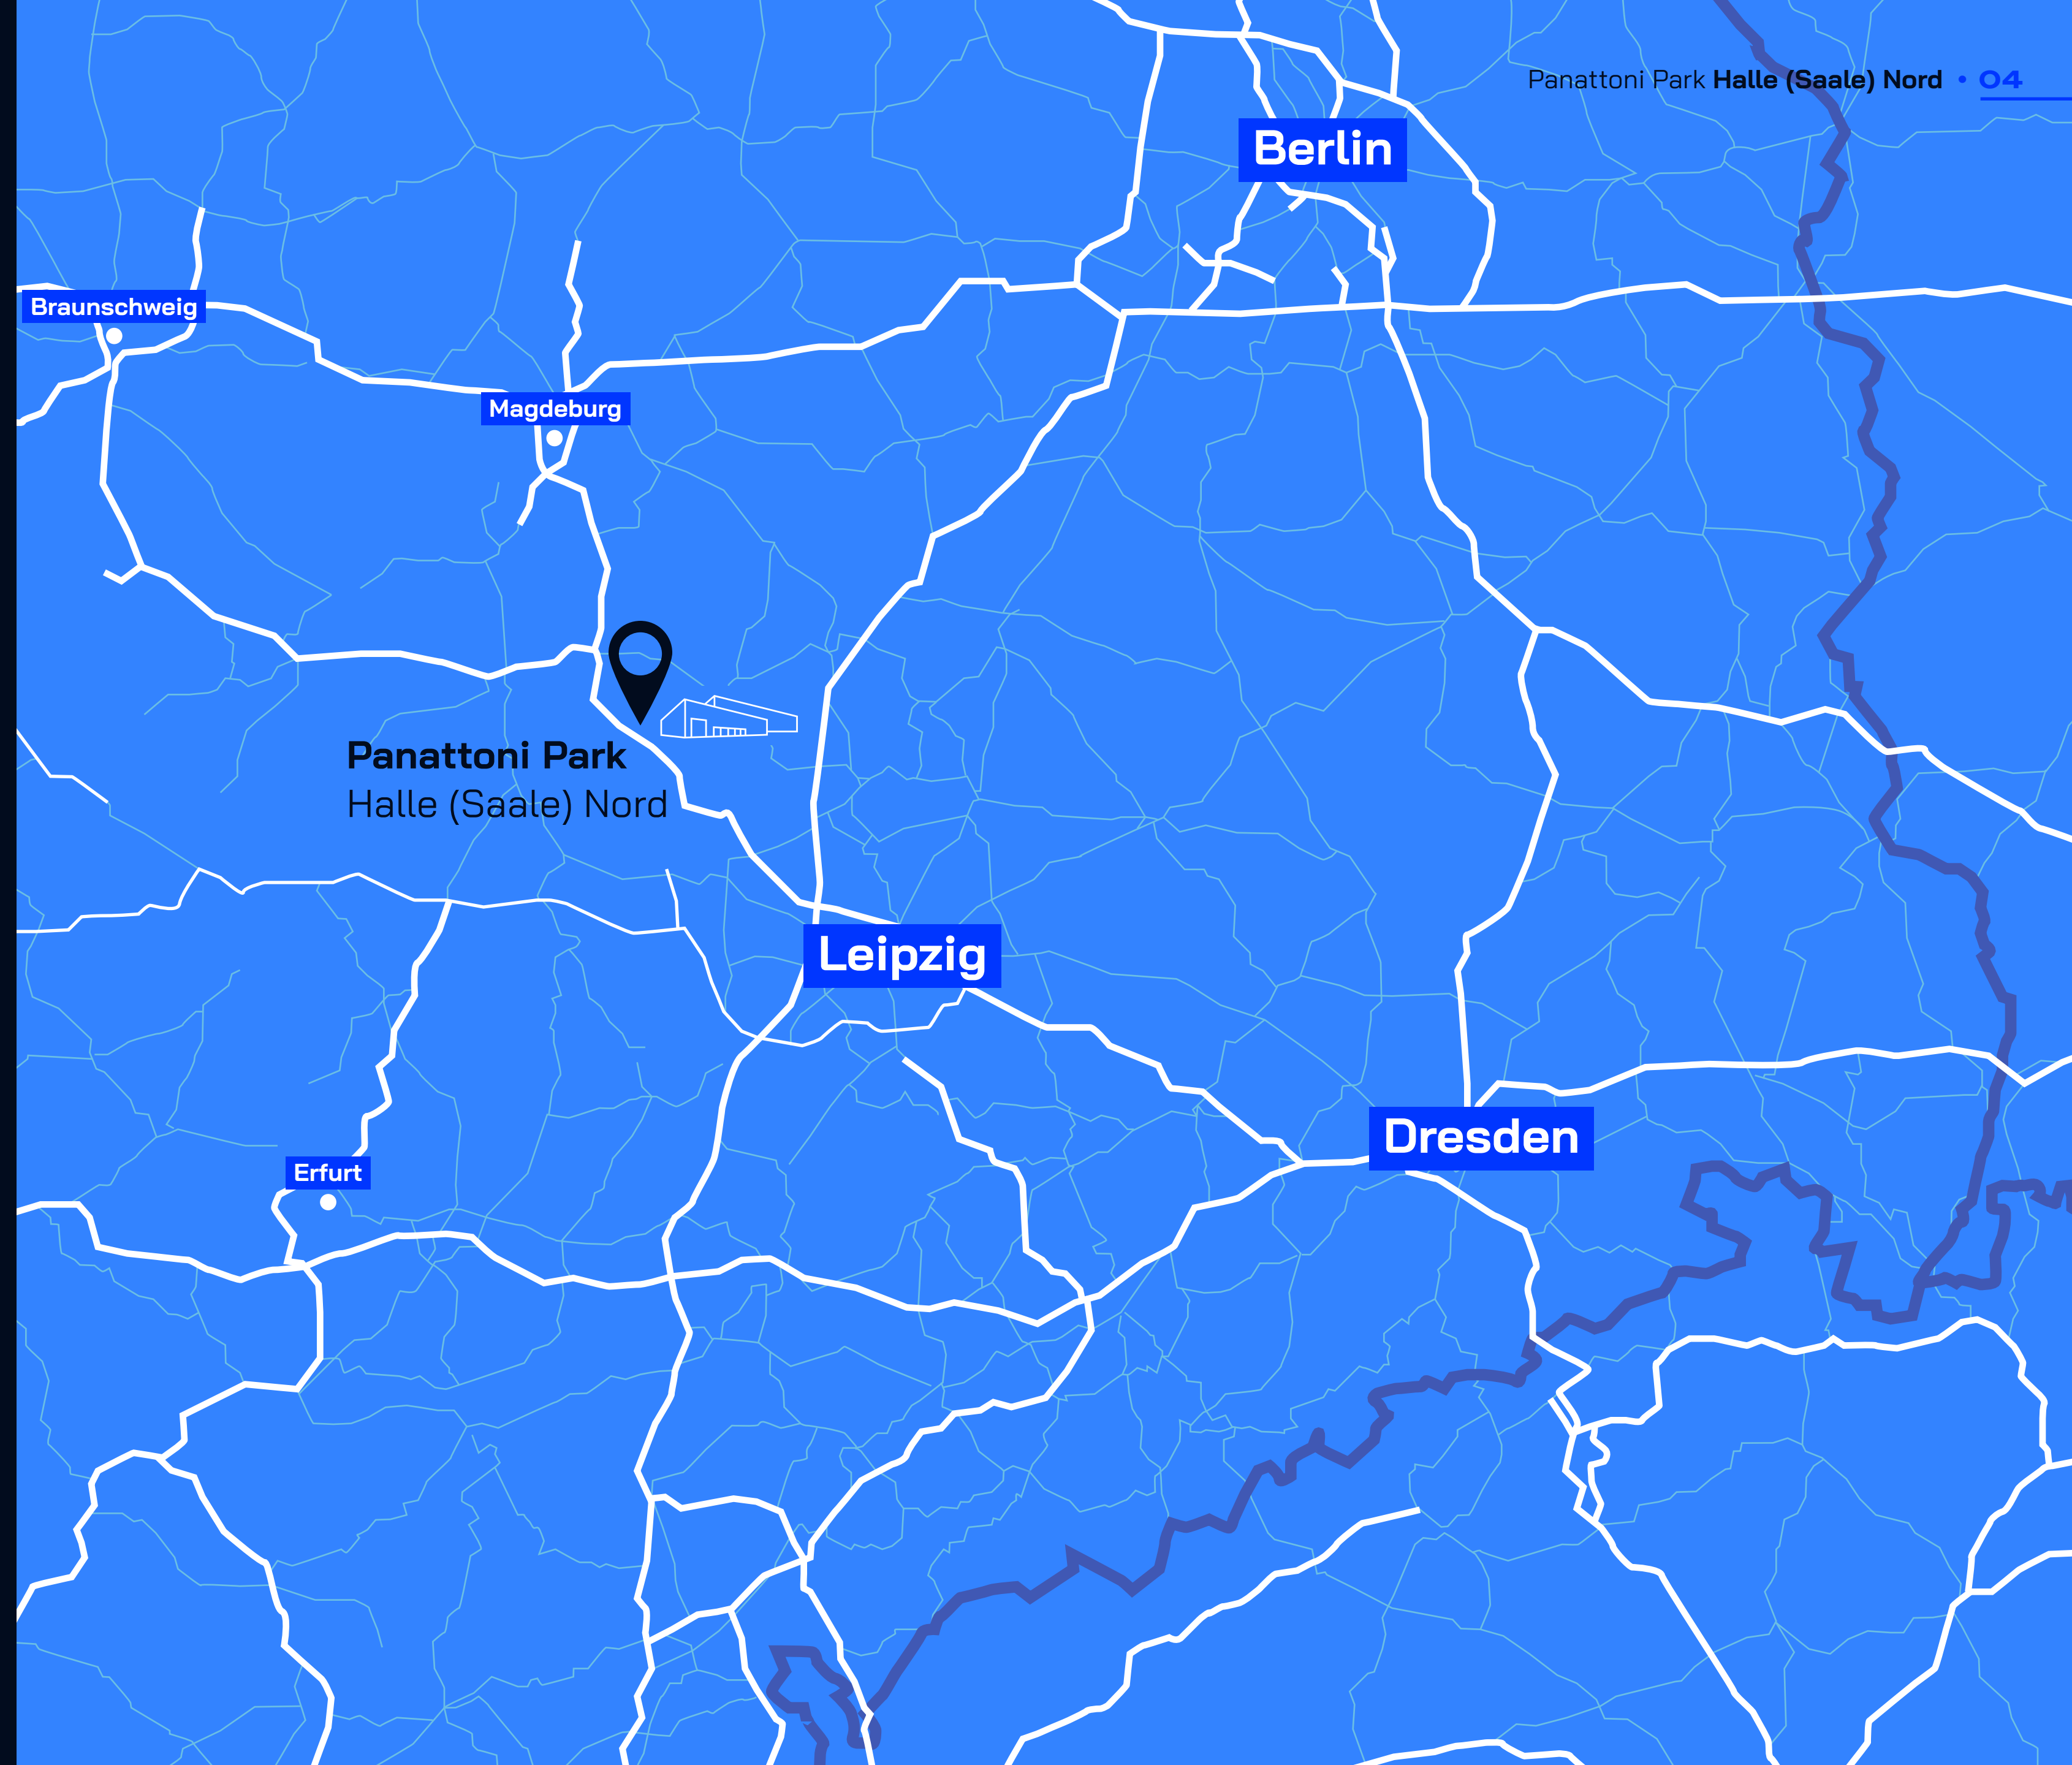 Panattoni Park Halle (Saale) Nord • 04
Berlin
Braunschweig
Magdeburg
Panattoni Park
Halle (Saale) Nord
Leipzig
Dresden
Erfurt